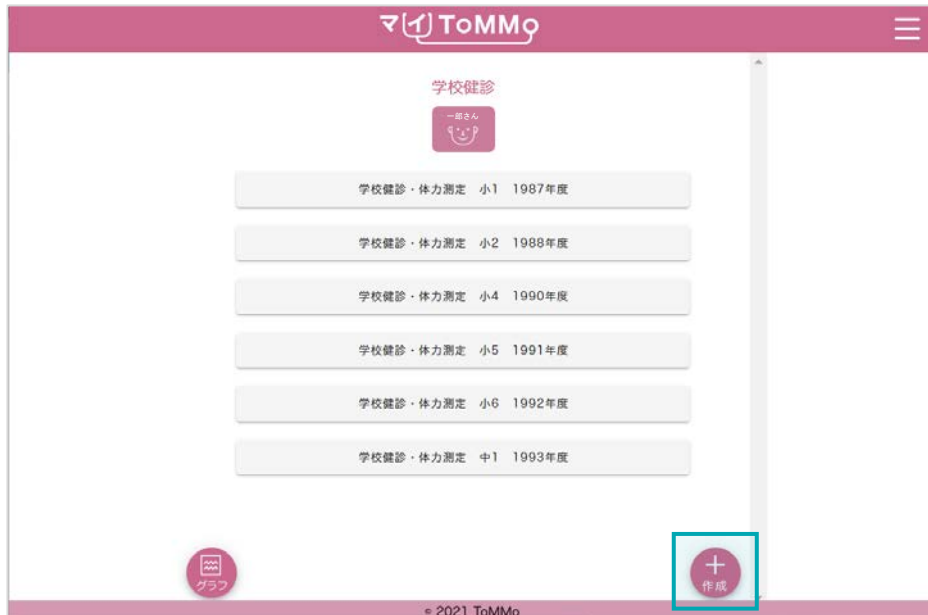 マイToMMo
学校健診
一郎さん
学校健診・体力測定 小1 1987年度
学校健診・体力測定 小2 1988年度
学校健診・体力測定 小4 1990年度
学校健診・体力測定 小5 1991年度
学校健診・体力測定 小6 1992年度
学校健診・体力測定 中1 1993年度
グラフ
作成
© 2021 ToMMo